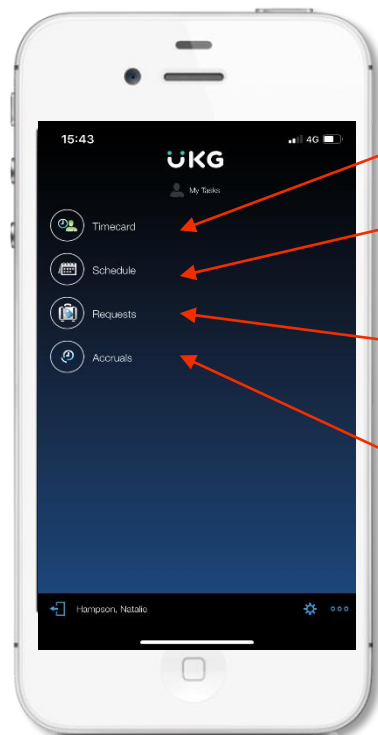 15:43
4G
UKG
My Tasks
Timecard
Schedule
Requests
Accruals
Hampson, Natalie